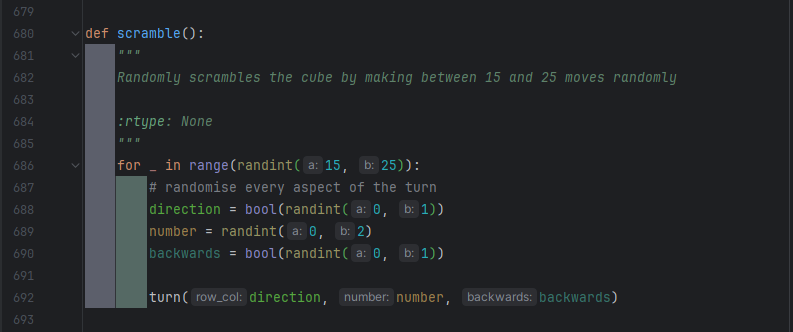 679
680 def scramble():
681 """
682 Randomly scrambles the cube by making between 15 and 25 moves randomly
683
684 :rtype: None
685 """
686 for _ in range(randint( a: 15, b: 25)):
687 # randomise every aspect of the turn
688 direction = bool(randint( a: 0, b: 1))
689 number = randint( a: 0, b: 2)
690 backwards = bool(randint( a: 0, b: 1))
691
692 turn( row_col: direction, number: number, backwards: backwards)
693